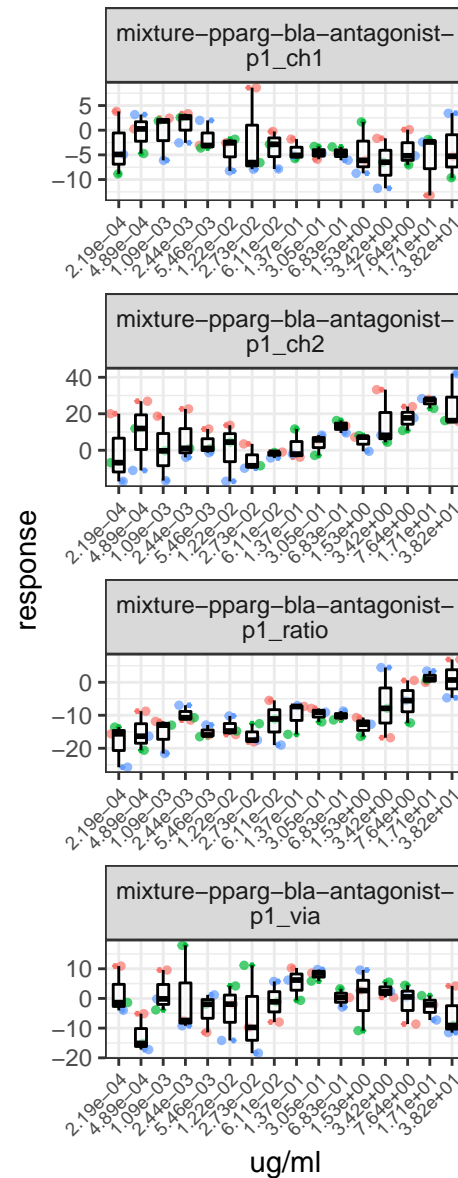 mixture−pparg−bla−antagonist−
p1_ch1
5
0
−5
−10
2.19e−04
4.89e−04
1.09e−03
2.44e−03
5.46e−03
1.22e−02
2.73e−02
6.11e−02
1.37e−01
3.05e−01
6.83e−01
1.53e+00
3.42e+00
7.64e+00
1.71e+01
3.82e+01
mixture−pparg−bla−antagonist−
p1_ch2
40
20
0
2.19e−04
4.89e−04
1.09e−03
2.44e−03
5.46e−03
1.22e−02
2.73e−02
6.11e−02
1.37e−01
3.05e−01
6.83e−01
1.53e+00
3.42e+00
7.64e+00
1.71e+01
3.82e+01
response
mixture−pparg−bla−antagonist−
p1_ratio
0
−10
−20
2.19e−04
4.89e−04
1.09e−03
2.44e−03
5.46e−03
1.22e−02
2.73e−02
6.11e−02
1.37e−01
3.05e−01
6.83e−01
1.53e+00
3.42e+00
7.64e+00
1.71e+01
3.82e+01
mixture−pparg−bla−antagonist−
p1_via
10
0
−10
−20
2.19e−04
4.89e−04
1.09e−03
2.44e−03
5.46e−03
1.22e−02
2.73e−02
6.11e−02
1.37e−01
3.05e−01
6.83e−01
1.53e+00
3.42e+00
7.64e+00
1.71e+01
3.82e+01
ug/ml